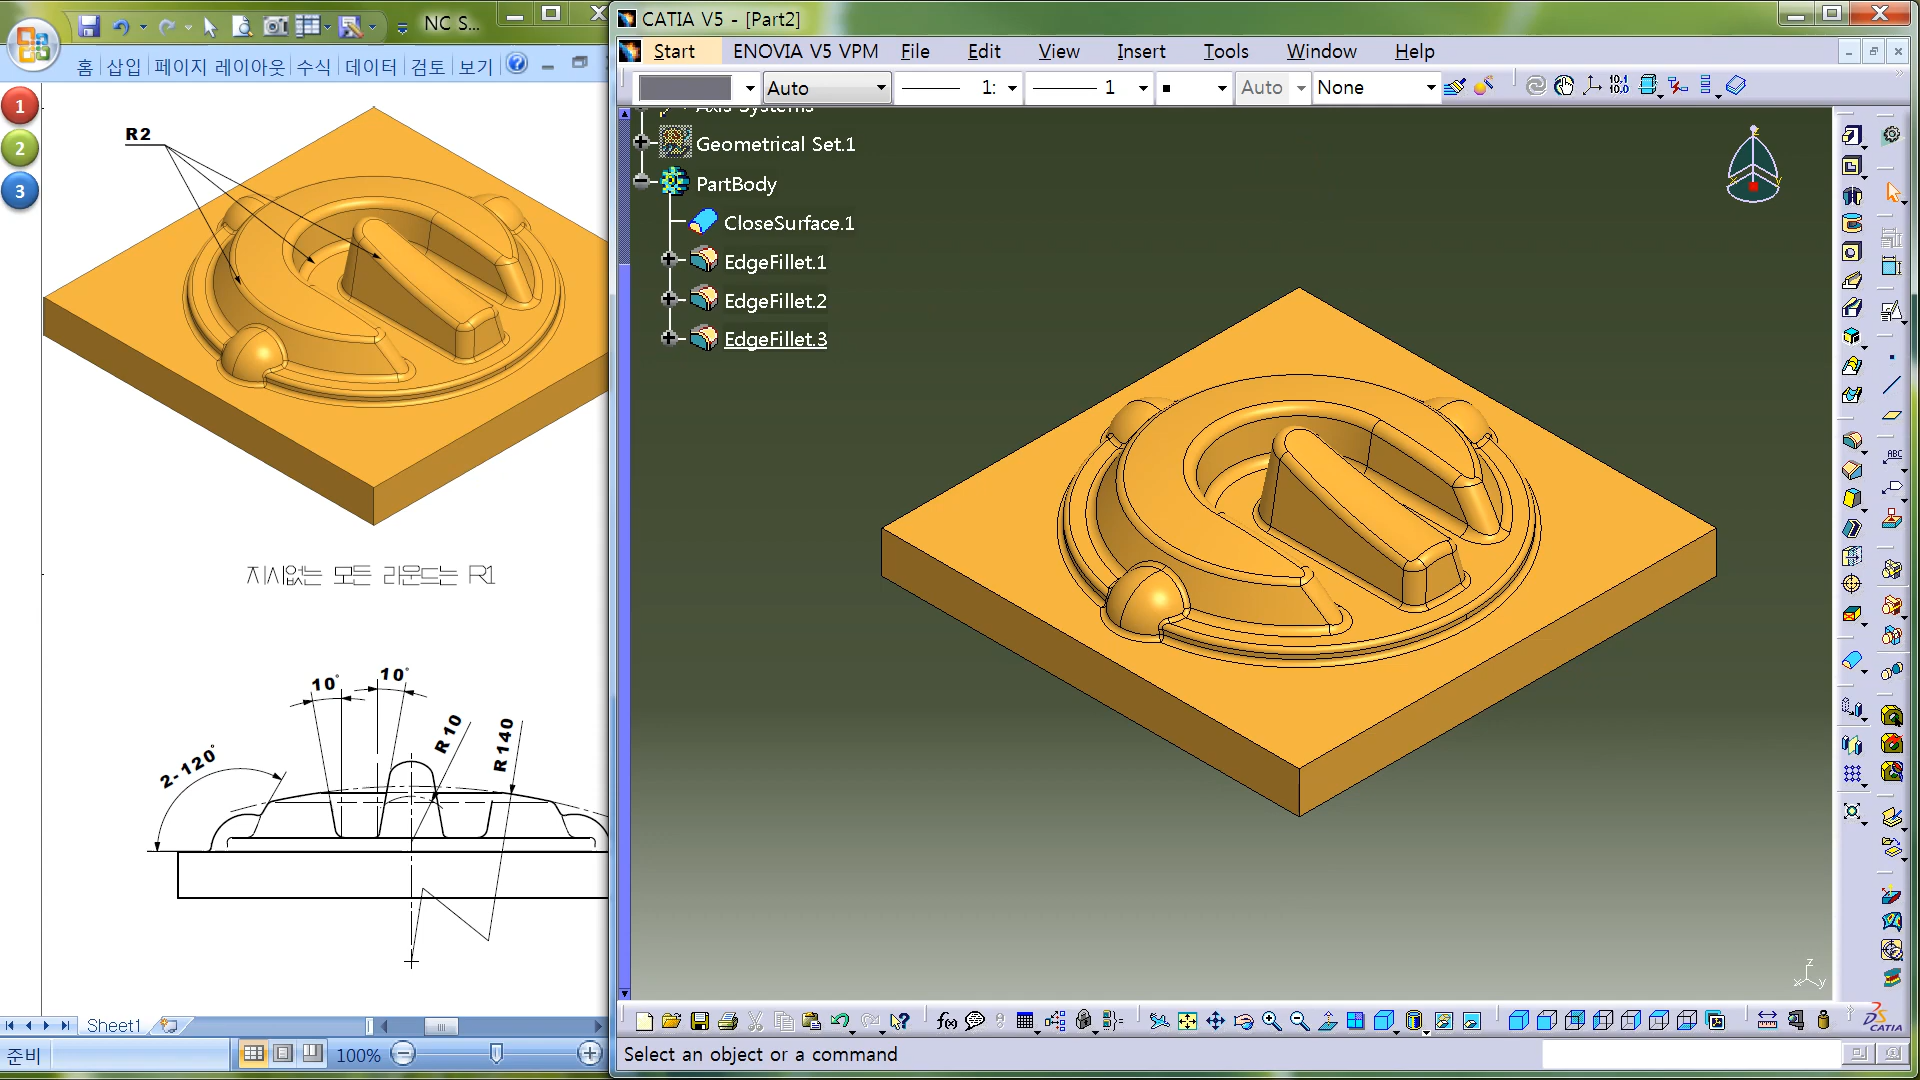 NC S...
홈 삽입 페이지 레이아웃 수식 데이터 검토 보기
1
2
3
R2
지시없는 모든 라운드는 R1
10°
10°
2-120°
R10
R140
Sheet1
준비
100%
CATIA V5 - [Part2]
Start ENOVIA V5 VPM File Edit View Insert Tools Window Help
Auto
1:
1
Auto
None
Axis Systems
Geometrical Set.1
PartBody
CloseSurface.1
EdgeFillet.1
EdgeFillet.2
EdgeFillet.3
z
x y
f(x)
CATIA
Select an object or a command